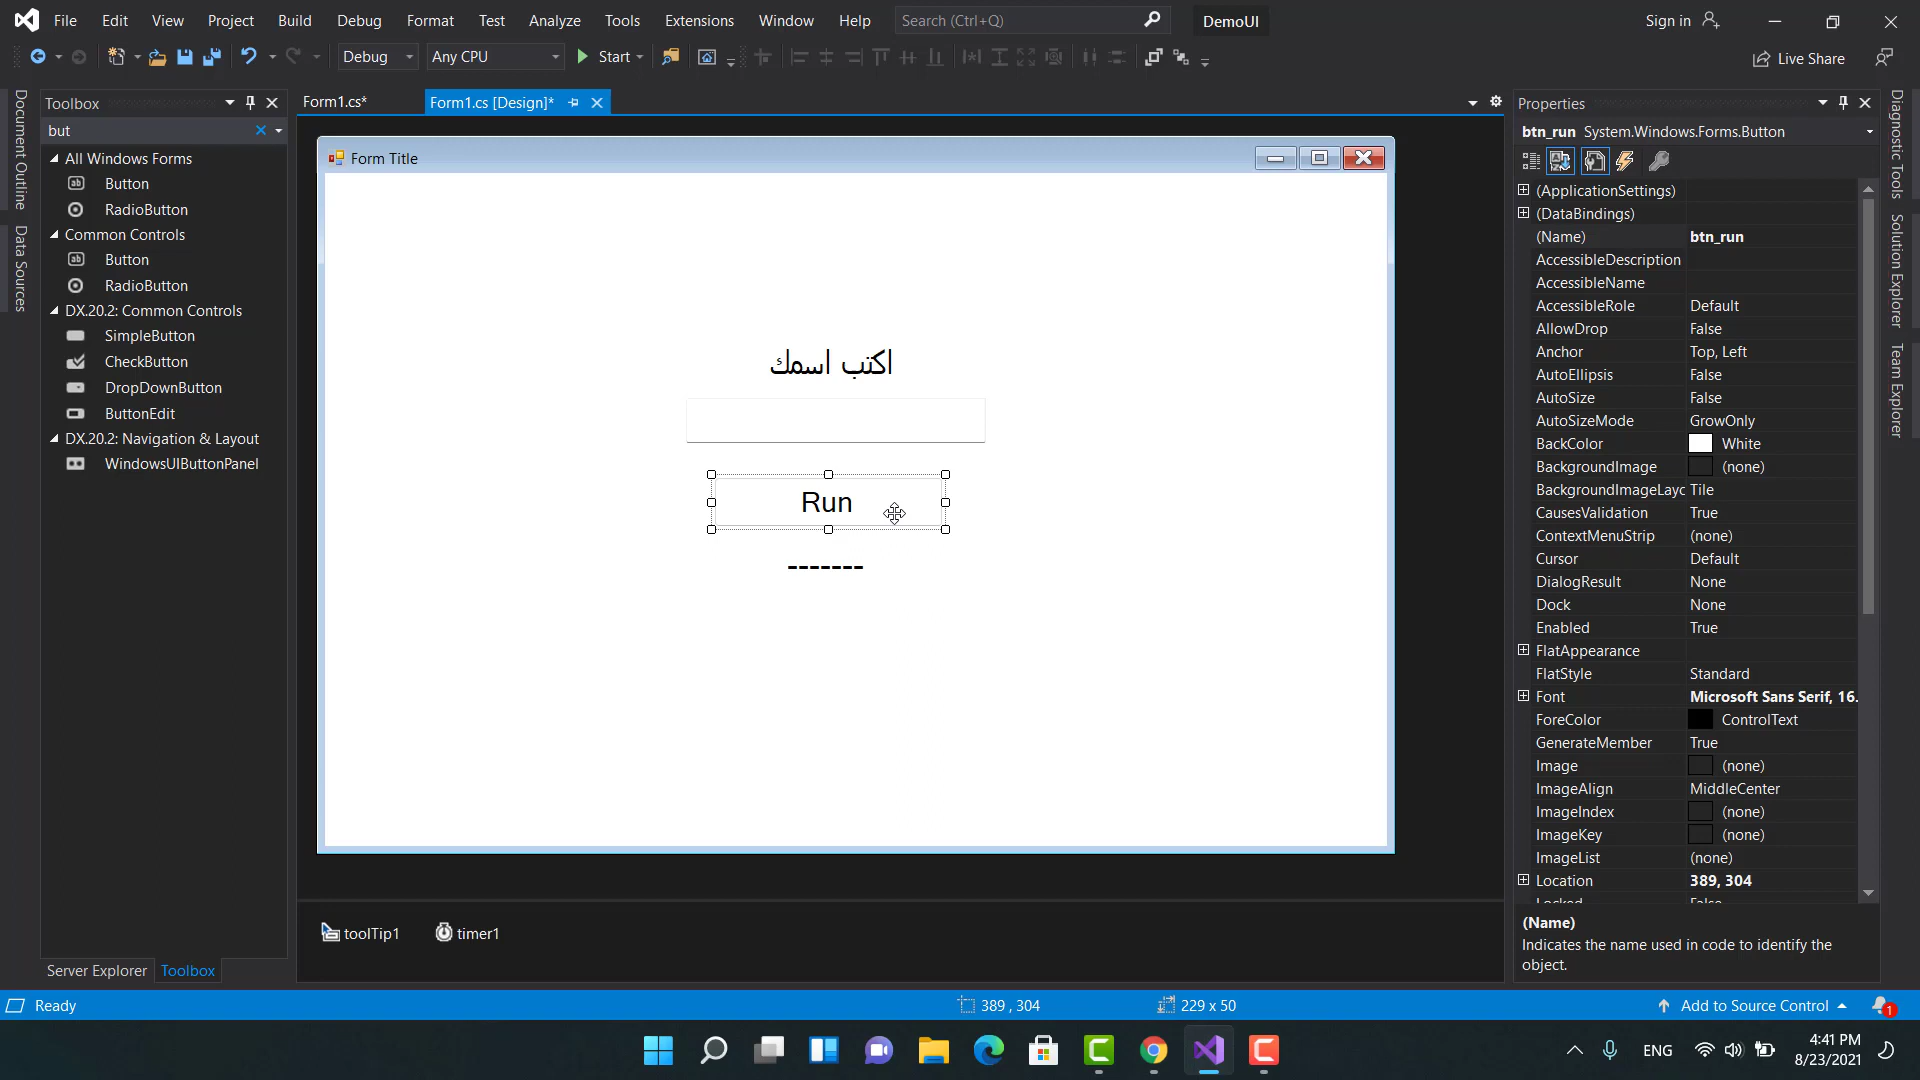 File Edit View Project Build Debug Format Test Analyze Tools Extensions Window Help Search (Ctrl+Q) DemoUI Sign in
Debug Any CPU Start Live Share
Document Outline
Data Sources
Toolbox
but
All Windows Forms
Button
RadioButton
Common Controls
Button
RadioButton
DX.20.2: Common Controls
SimpleButton
CheckButton
DropDownButton
ButtonEdit
DX.20.2: Navigation & Layout
WindowsUIButtonPanel
Server Explorer Toolbox
Form1.cs* Form1.cs [Design]*
Form Title
اكتب اسمك
Run
-------
toolTip1 timer1
Properties
btn_run System.Windows.Forms.Button
(ApplicationSettings)
(DataBindings)
(Name) btn_run
AccessibleDescription
AccessibleName
AccessibleRole Default
AllowDrop False
Anchor Top, Left
AutoEllipsis False
AutoSize False
AutoSizeMode GrowOnly
BackColor White
BackgroundImage (none)
BackgroundImageLayc Tile
CausesValidation True
ContextMenuStrip (none)
Cursor Default
DialogResult None
Dock None
Enabled True
FlatAppearance
FlatStyle Standard
Font Microsoft Sans Serif, 16.
ForeColor ControlText
GenerateMember True
Image (none)
ImageAlign MiddleCenter
ImageIndex (none)
ImageKey (none)
ImageList (none)
Location 389, 304
(Name)
Indicates the name used in code to identify the
object.
Diagnostic Tools
Solution Explorer
Team Explorer
Ready 389 , 304 229 x 50 Add to Source Control 1
ENG 4:41 PM
8/23/2021